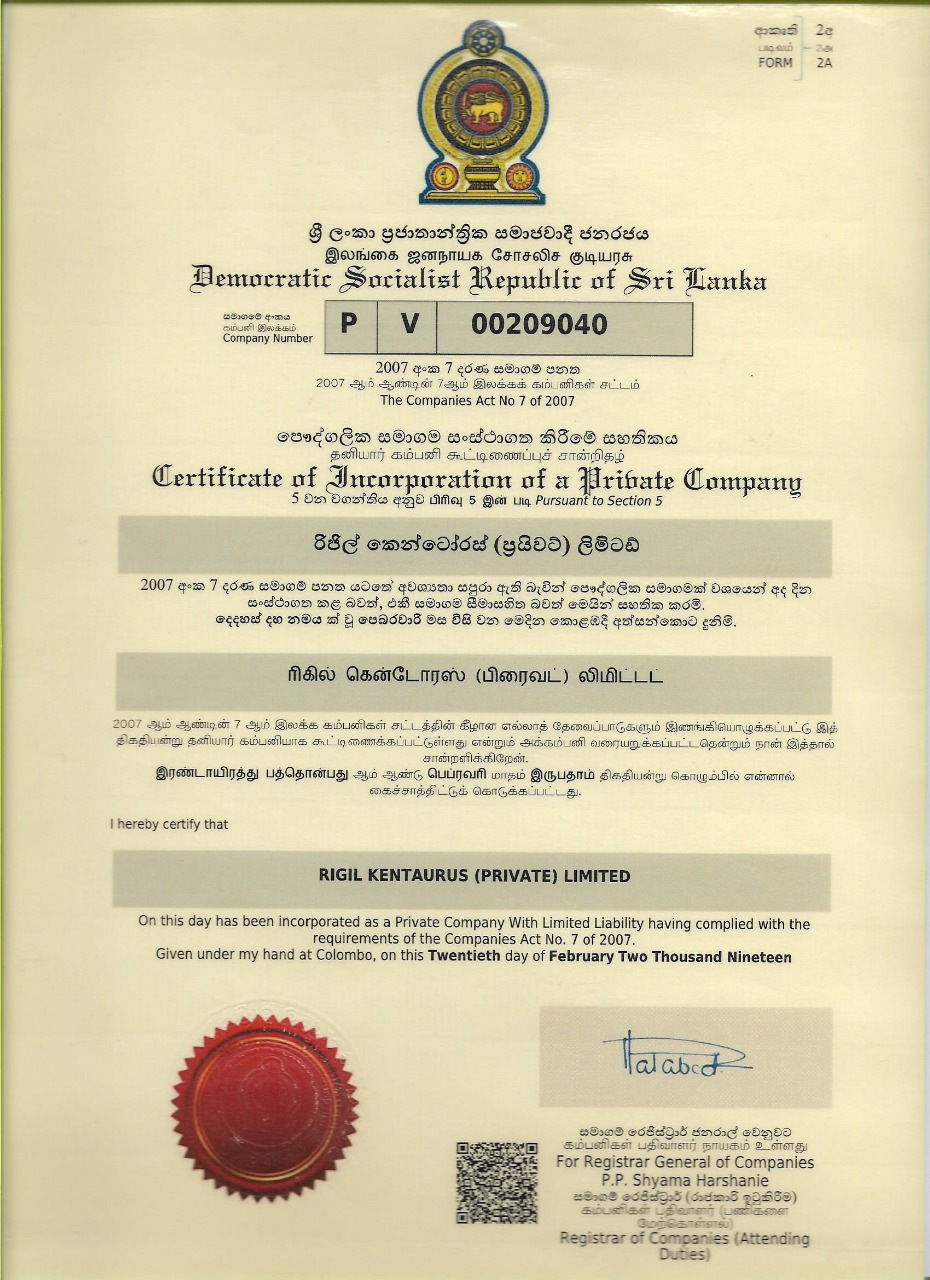 ආකෘති 2අ
படிவம் 2அ
FORM 2A
ශ්‍රී ලංකා ප්‍රජාතාන්ත්‍රික සමාජවාදී ජනරජය
இலங்கை ஜனநாயக சோசலிச குடியரசு
Democratic Socialist Republic of Sri Lanka
සමාගමේ අංකය
கம்பனி இலக்கம்
Company Number
P V 00209040
2007 අංක 7 දරණ සමාගම් පනත
2007 ஆம் ஆண்டின் 7ஆம் இலக்கக் கம்பனிகள் சட்டம்
The Companies Act No 7 of 2007
පෞද්ගලික සමාගම සංස්ථාගත කිරීමේ සහතිකය
தனியார் கம்பனி கூட்டிணைப்புச் சான்றிதழ்
Certificate of Incorporation of a Private Company
5 වන වගන්තිය අනුව பிரிவு 5 இன் படி Pursuant to Section 5
රිජිල් කෙන්ටෝරස් (ප්‍රයිවට්) ලිමිටඩ්
2007 අංක 7 දරණ සමාගම් පනත යටතේ අවශ්‍යතා සපුරා ඇති බැවින් පෞද්ගලික සමාගමක් වශයෙන් අද දින
සංස්ථාගත කළ බවත්, එකී සමාගම සීමාසහිත බවත් මෙයින් සහතික කරමි.
දෙදහස් දහ නමය ක් වූ පෙබරවාරි මස විසි වන මෙදින කොළඹදී අත්සන්කොට දුනිමි.
ரிகில் கென்டோரஸ் (பிரைவட்) லிமிட்டட்
2007 ஆம் ஆண்டின் 7 ஆம் இலக்க கம்பனிகள் சட்டத்தின் கீழான எல்லாத் தேவைப்பாடுகளும் இணங்கியொழுக்கப்பட்டு இத்
திகதியன்று தனியார் கம்பனியாக கூட்டிணைக்கப்பட்டுள்ளது என்றும் அக்கம்பனி வரையறுக்கப்பட்டதென்றும் நான் இத்தால்
சான்றளிக்கிறேன்.
இரண்டாயிரத்து பத்தொன்பது ஆம் ஆண்டு பெப்ரவரி மாதம் இருபதாம் திகதியன்று கொழும்பில் என்னால்
கைச்சாத்திட்டுக் கொடுக்கப்பட்டது.
I hereby certify that
RIGIL KENTAURUS (PRIVATE) LIMITED
On this day has been incorporated as a Private Company With Limited Liability having complied with the
requirements of the Companies Act No. 7 of 2007.
Given under my hand at Colombo, on this Twentieth day of February Two Thousand Nineteen
සමාගම් රෙජිස්ට්‍රාර් ජනරාල් වෙනුවට
கம்பனிகள் பதிவாளர் நாயகம் உள்ளது
For Registrar General of Companies
P.P. Shyama Harshanie
සමාගම් රෙජිස්ට්‍රාර් (රාජකාරි ඉටුකිරීම)
கம்பனிகள் பதிவாளர் (பணிகளை
மேற்கொள்ளல்)
Registrar of Companies (Attending
Duties)